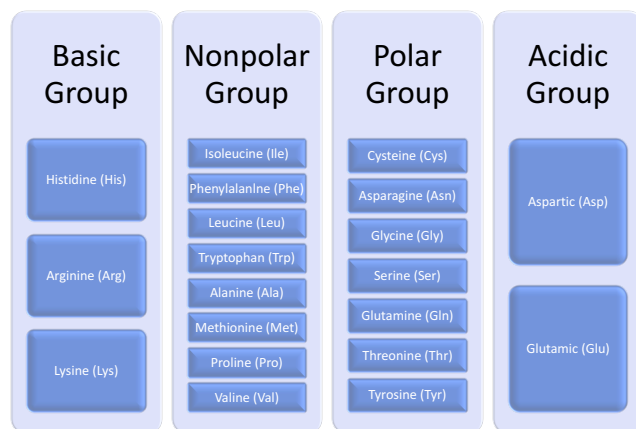 Basic
Group
Histidine (His)
Arginine (Arg)
Lysine (Lys)
Nonpolar
Group
Isoleucine (Ile)
Phenylalanlne (Phe)
Leucine (Leu)
Tryptophan (Trp)
Alanine (Ala)
Methionine (Met)
Proline (Pro)
Valine (Val)
Polar
Group
Cysteine (Cys)
Asparagine (Asn)
Glycine (Gly)
Serine (Ser)
Glutamine (Gln)
Threonine (Thr)
Tyrosine (Tyr)
Acidic
Group
Aspartic (Asp)
Glutamic (Glu)